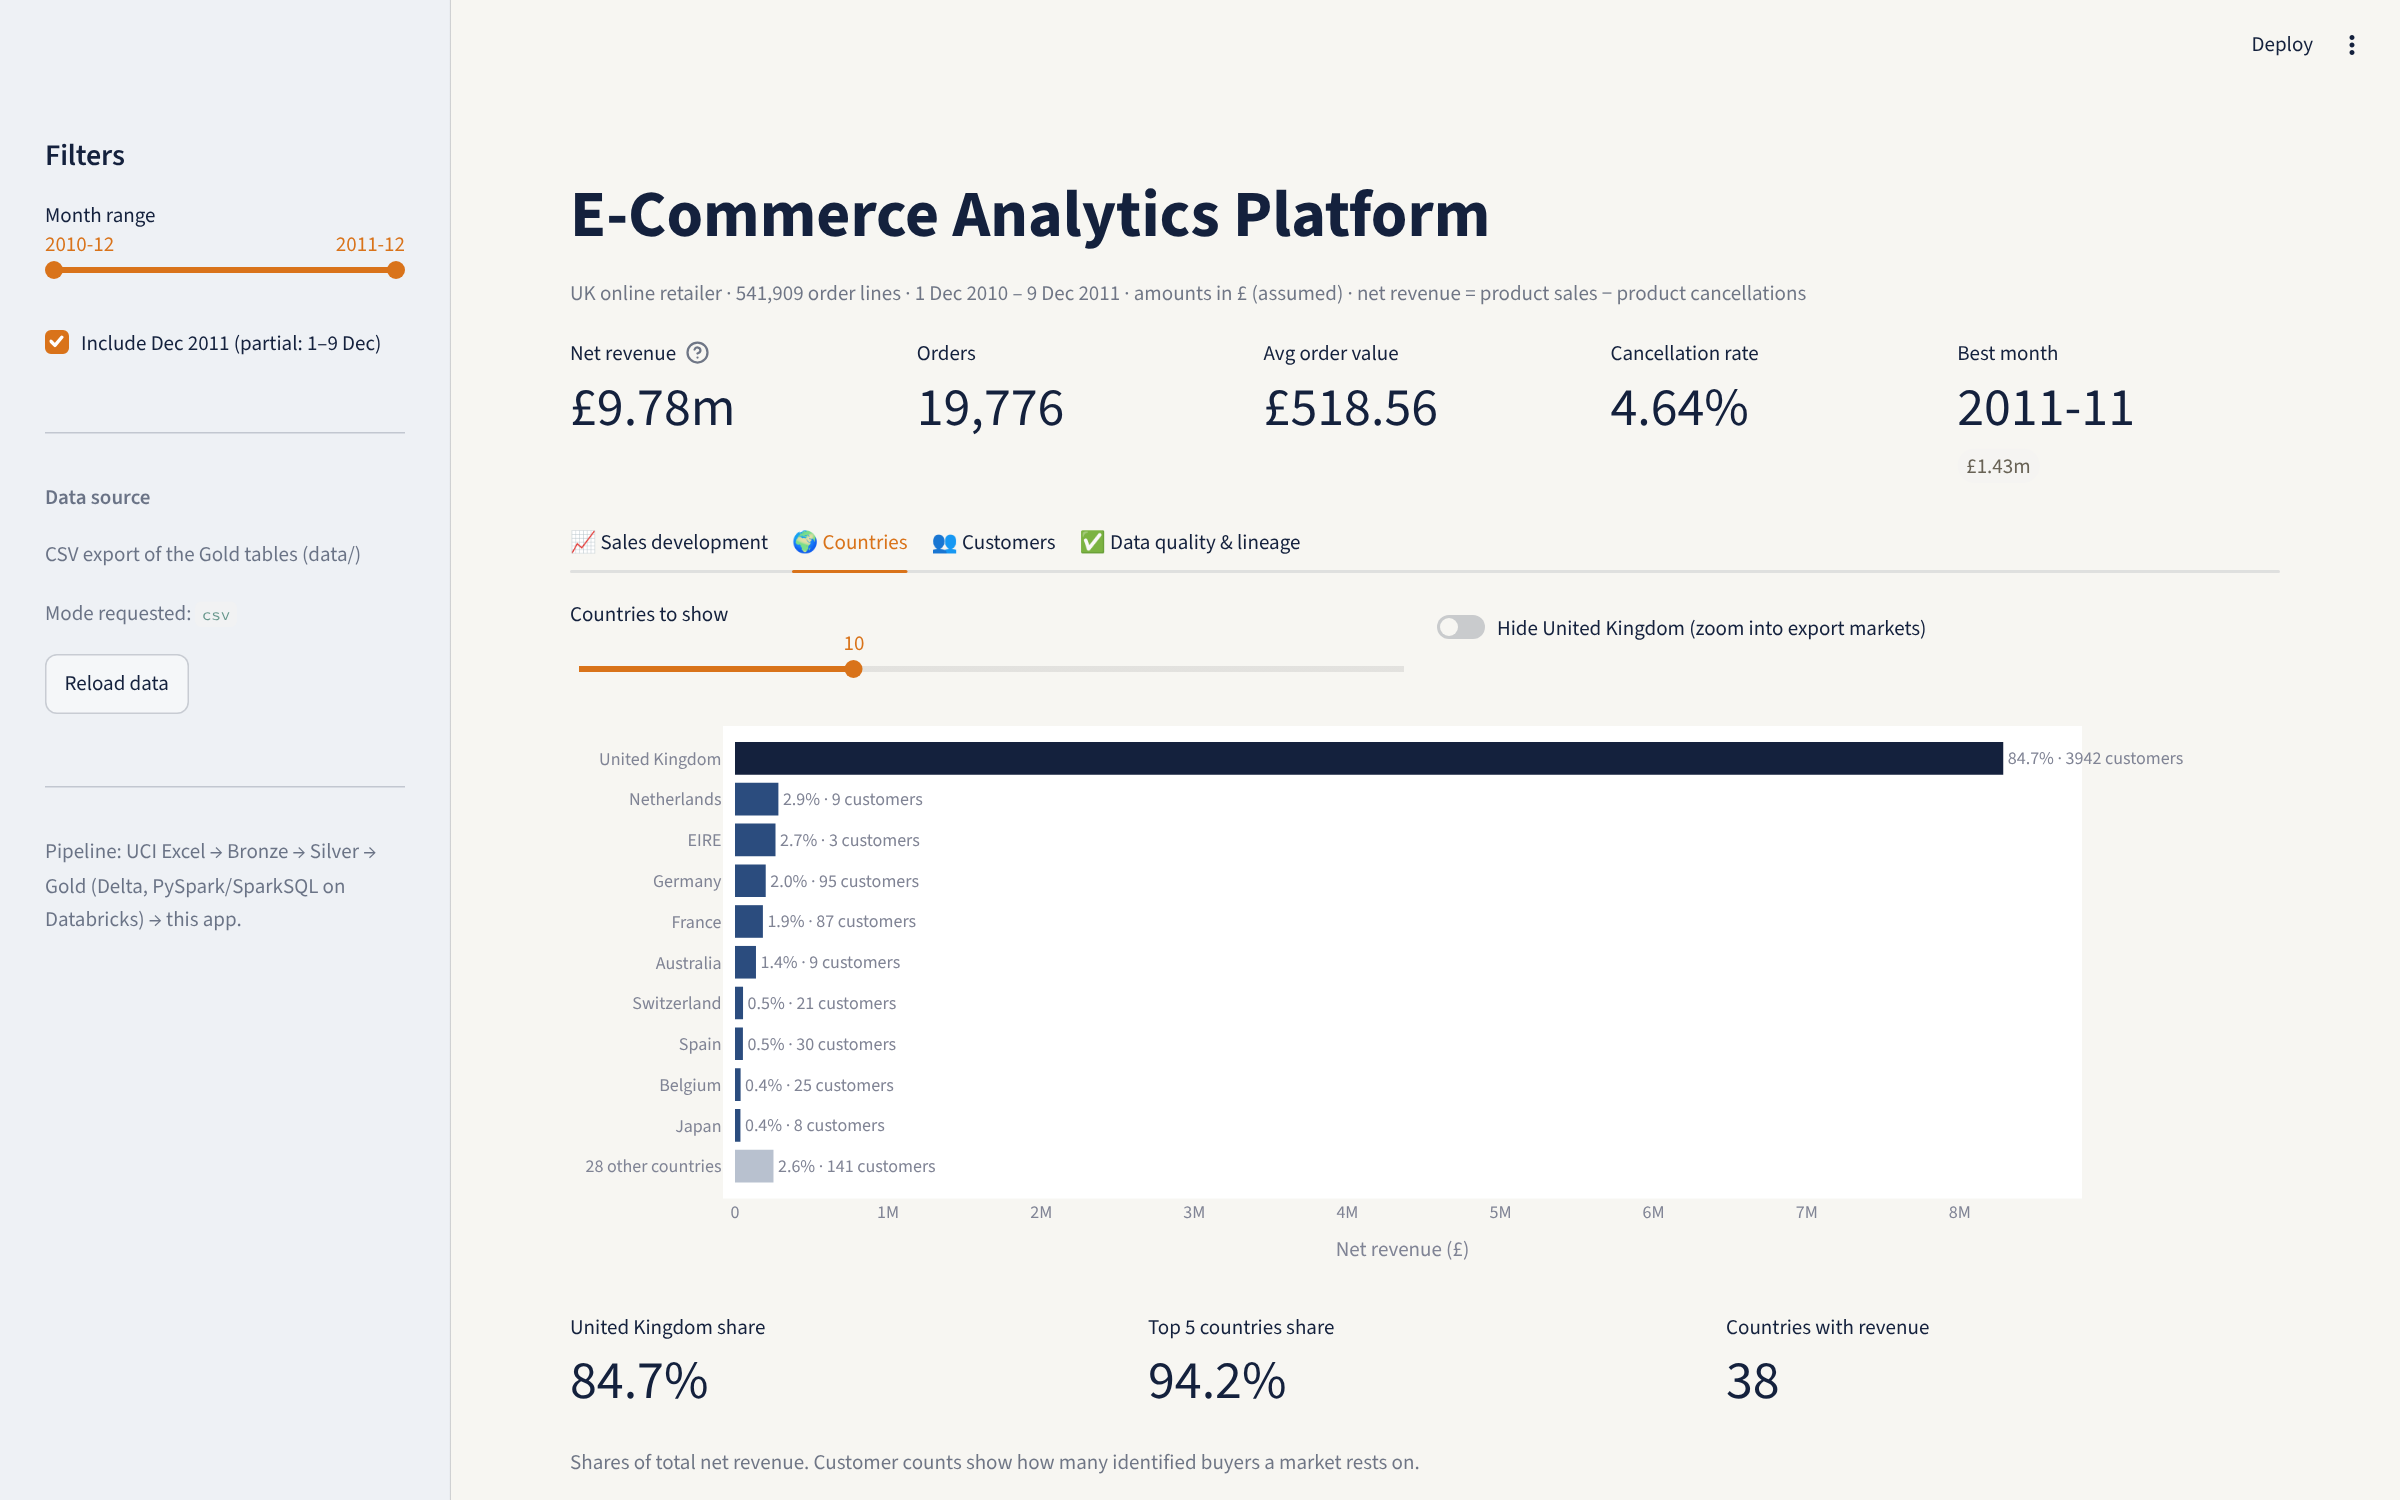 Deploy
Filters
Month range
2010-12 2011-12
Include Dec 2011 (partial: 1–9 Dec)
Data source
CSV export of the Gold tables (data/)
Mode requested: csv
Reload data
Pipeline: UCI Excel → Bronze → Silver →
Gold (Delta, PySpark/SparkSQL on
Databricks) → this app.
E-Commerce Analytics Platform
UK online retailer · 541,909 order lines · 1 Dec 2010 – 9 Dec 2011 · amounts in £ (assumed) · net revenue = product sales − product cancellations
Net revenue Orders Avg order value Cancellation rate Best month
£9.78m 19,776 £518.56 4.64% 2011-11
£1.43m
Sales development Countries Customers Data quality & lineage
Countries to show
10
Hide United Kingdom (zoom into export markets)
United Kingdom 84.7% · 3942 customers
Netherlands 2.9% · 9 customers
EIRE 2.7% · 3 customers
Germany 2.0% · 95 customers
France 1.9% · 87 customers
Australia 1.4% · 9 customers
Switzerland 0.5% · 21 customers
Spain 0.5% · 30 customers
Belgium 0.4% · 25 customers
Japan 0.4% · 8 customers
28 other countries 2.6% · 141 customers
0 1M 2M 3M 4M 5M 6M 7M 8M
Net revenue (£)
United Kingdom share Top 5 countries share Countries with revenue
84.7% 94.2% 38
Shares of total net revenue. Customer counts show how many identified buyers a market rests on.